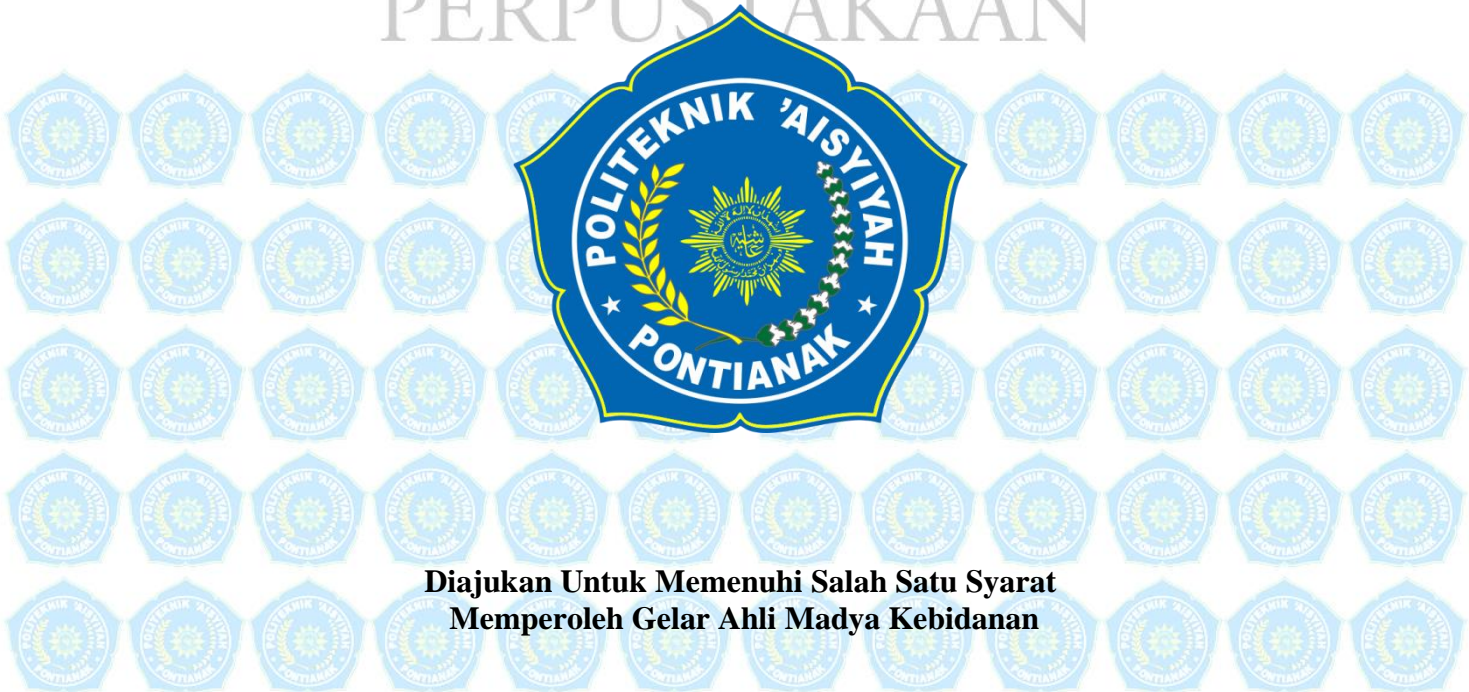 PERPUSTAKAAN
POLITEKNIK 'AISYIYAH
PONTIANAK
Diajukan Untuk Memenuhi Salah Satu Syarat
Memperoleh Gelar Ahli Madya Kebidanan